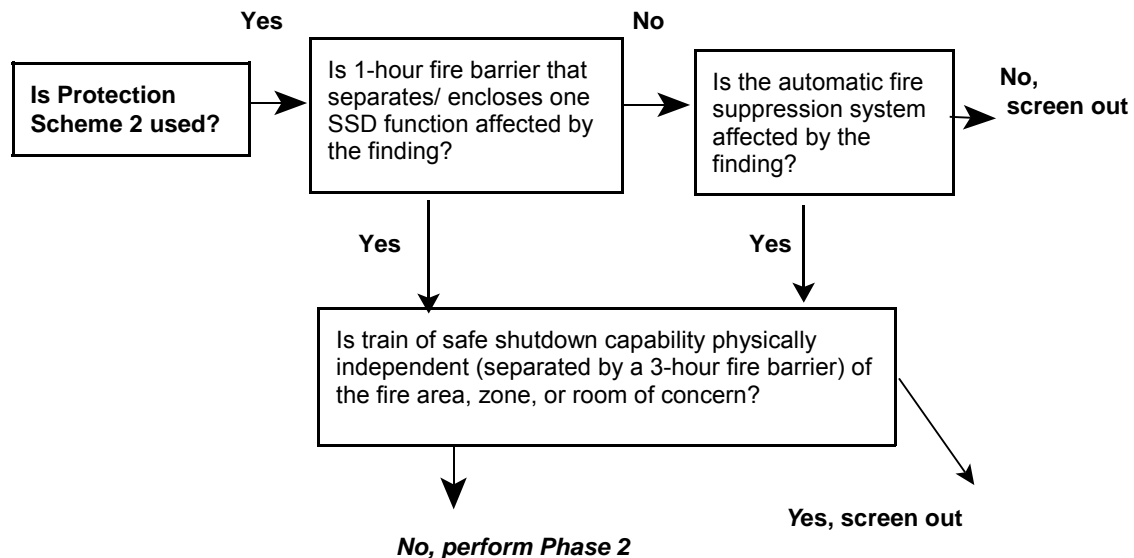 Yes
No
Is Protection
Scheme 2 used?
Is 1-hour fire barrier that
separates/ encloses one
SSD function affected by
the finding?
Is the automatic fire
suppression system
affected by the
finding?
No,
screen out
Yes
Yes
Is train of safe shutdown capability physically
independent (separated by a 3-hour fire barrier) of
the fire area, zone, or room of concern?
Yes, screen out
No, perform Phase 2